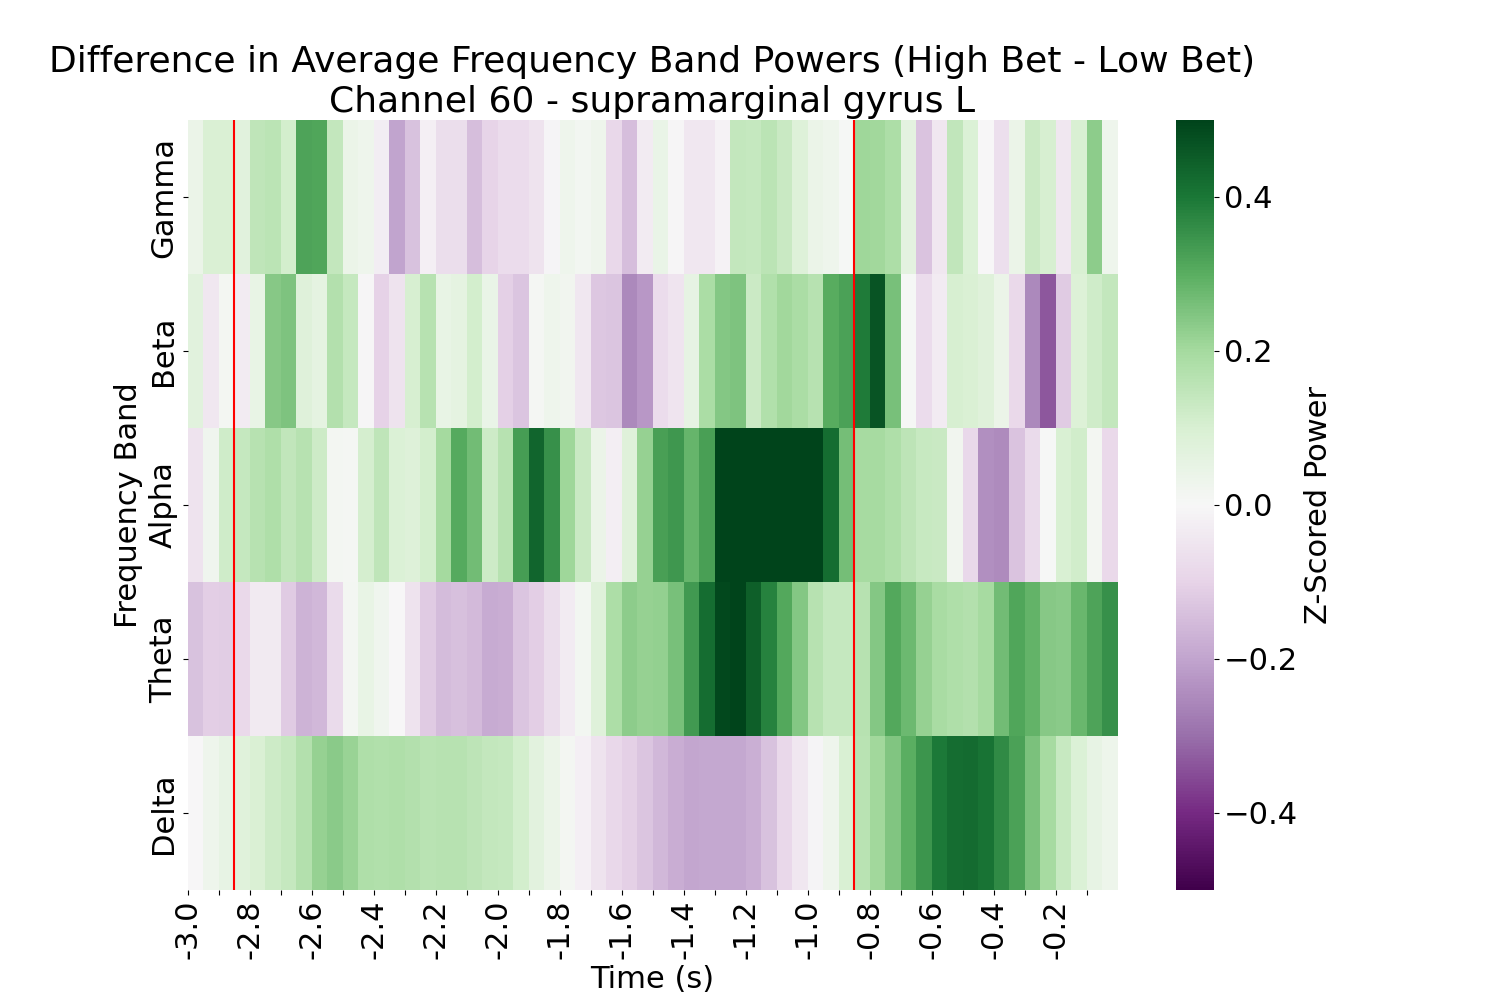 Difference in Average Frequency Band Powers (High Bet - Low Bet)
Channel 60 - supramarginal gyrus L
Frequency Band
Gamma
Beta
Alpha
Theta
Delta
-3.0 -2.8 -2.6 -2.4 -2.2 -2.0 -1.8 -1.6 -1.4 -1.2 -1.0 -0.8 -0.6 -0.4 -0.2
Time (s)
0.4
0.2
0.0
−0.2
−0.4
Z-Scored Power